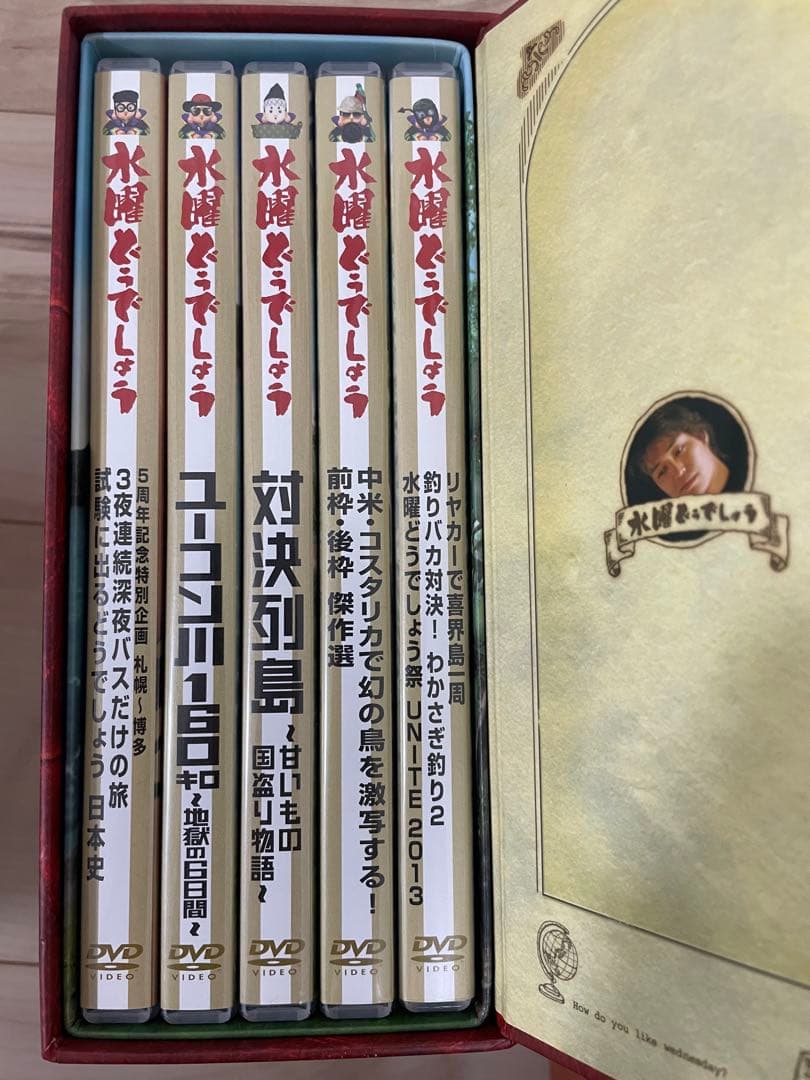 水曜どうでしょう
5周年記念特別企画 札幌～博多
3夜連続深夜バスだけの旅
試験に出るどうでしょう 日本史
DVD
VIDEO
水曜どうでしょう
ユーコン川160キロ
～地獄の6日間～
DVD
VIDEO
水曜どうでしょう
対決列島
～甘いもの
国盗り物語～
DVD
VIDEO
水曜どうでしょう
中米・コスタリカで幻の鳥を激写する！
前枠・後枠 傑作選
DVD
VIDEO
水曜どうでしょう
リヤカーで喜界島一周
釣りバカ対決！ わかさぎ釣り2
水曜どうでしょう祭 UNITE 2013
DVD
VIDEO
水曜どうでしょう
How do you like wednesday?